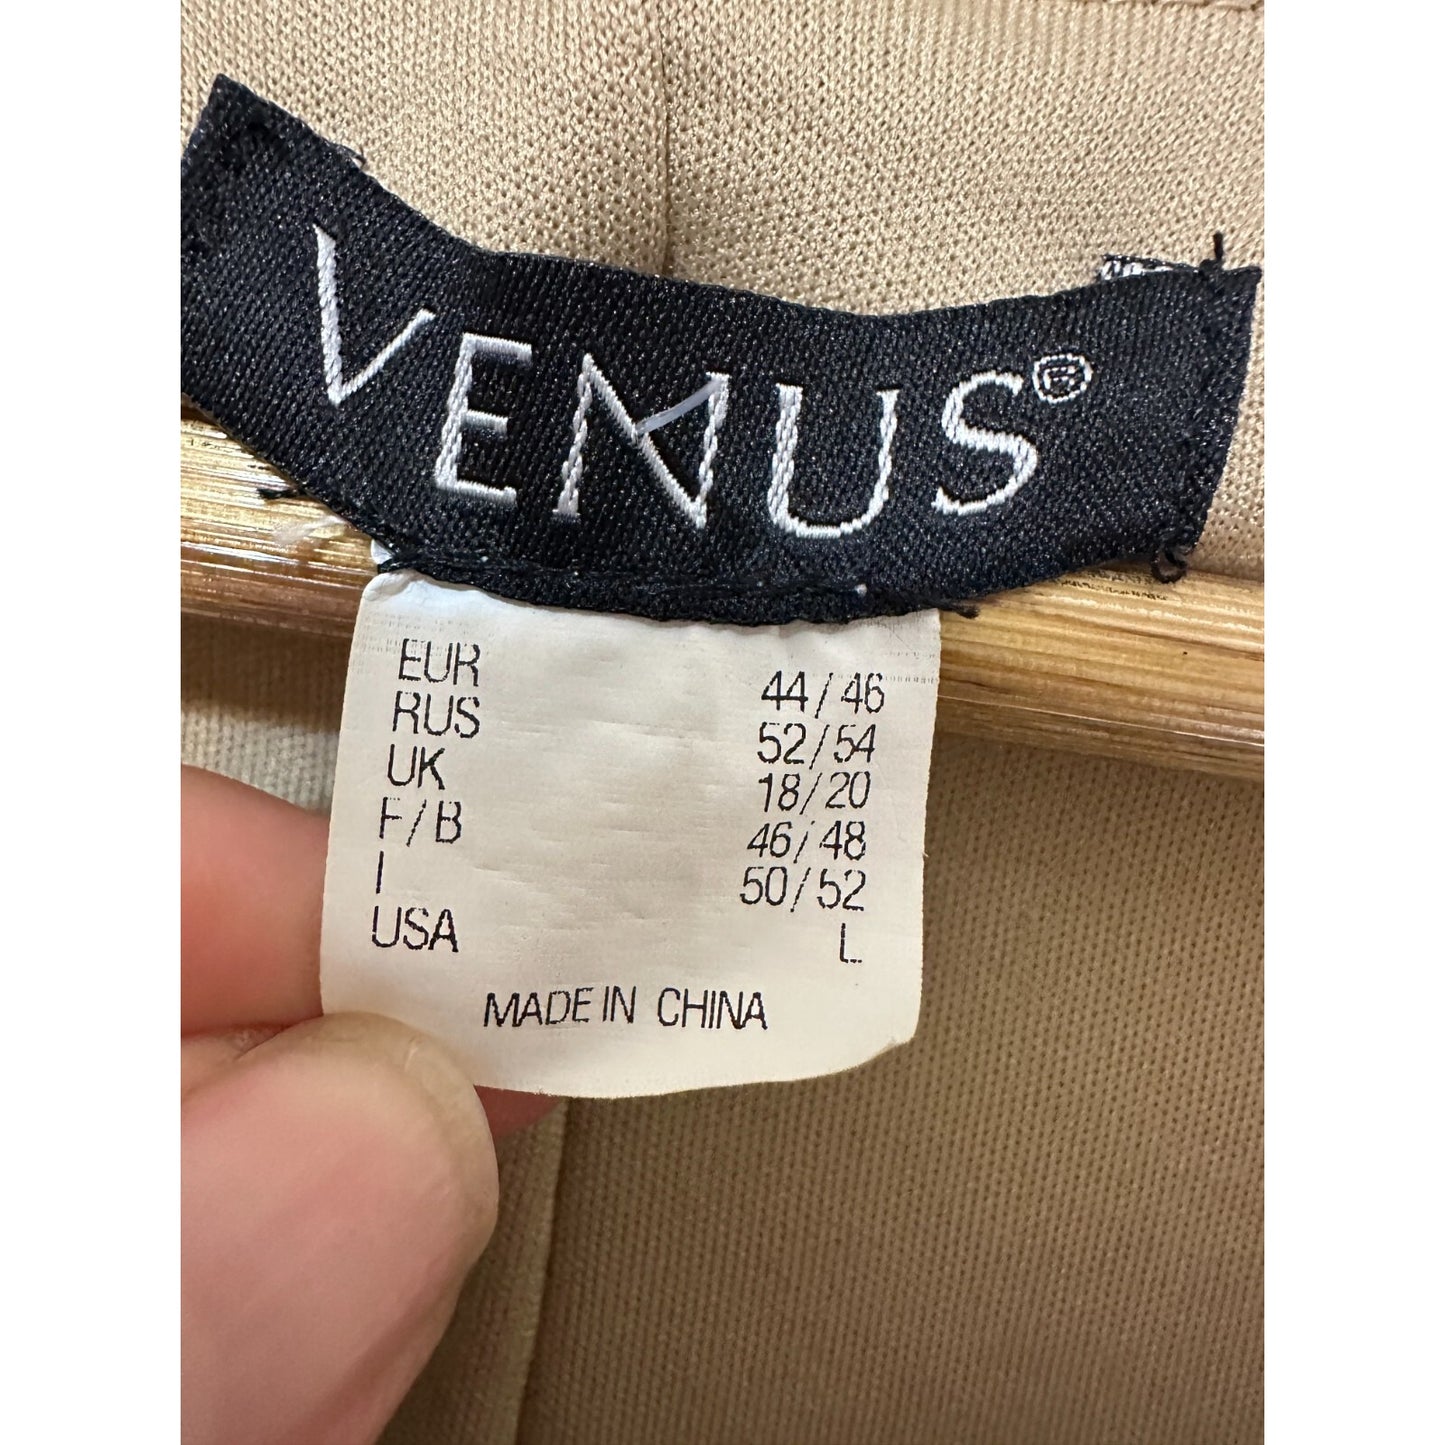 VENUS®
EUR 44/46
RUS 52/54
UK 18/20
F/B 46/48
I 50/52
USA L
MADE IN CHINA